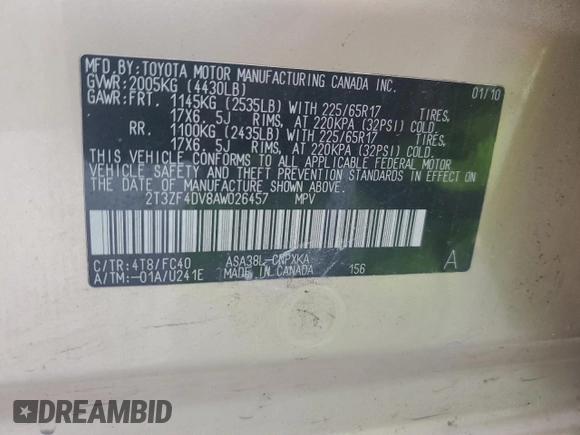 MFD.BY:TOYOTA MOTOR MANUFACTURING CANADA INC.
GVWR:2005KG (4430LB) 01/10
GAWR:FRT. 1145KG (2535LB) WITH 225/65R17 TIRES,
17X6. 5J RIMS, AT 220KPA (32PSI) COLD.
RR. 1100KG (2435LB) WITH 225/65R17 TIRES,
17X6. 5J RIMS, AT 220KPA (32PSI) COLD.
THIS VEHICLE CONFORMS TO ALL APPLICABLE FEDERAL MOTOR
VEHICLE SAFETY AND THEFT PREVENTION STANDARDS IN EFFECT
ON THE DATE OF MANUFACTURE SHOWN ABOVE.
2T3ZF4DV8AW026457 MPV
C/TR:4T8/FC40 ASA38L-CNPXKA
A/TM:-01A/U241E MADE IN CANADA 156 A
DREAMBID